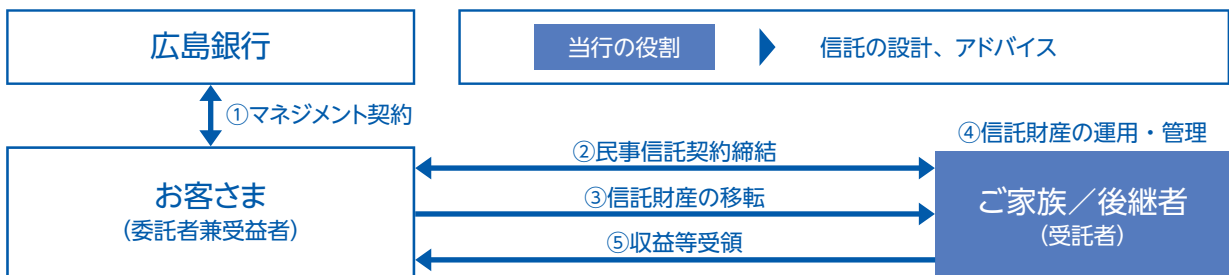 広島銀行
当行の役割
信託の設計、アドバイス
①マネジメント契約
④信託財産の運用・管理
②民事信託契約締結
お客さま
(委託者兼受益者)
③信託財産の移転
ご家族/後継者
(受託者)
⑤収益等受領